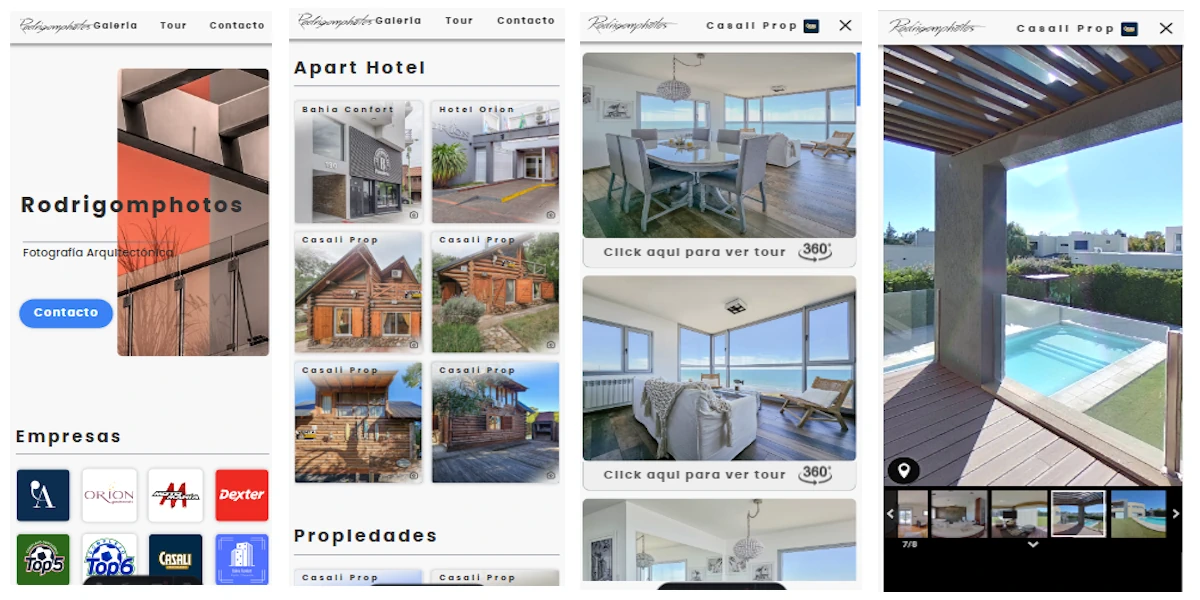 Rodrigomphotos
Galeria Tour Contacto
Rodrigomphotos
Fotografía Arquitectónica
Contacto
Empresas
A
ORION
Dexter
Top5
Top6
CASALI
Rodrigomphotos
Galeria Tour Contacto
Apart Hotel
Bahia Confort
Hotel Orion
Casali Prop
Casali Prop
Casali Prop
Casali Prop
Propiedades
Casali Prop
Casali Prop
Rodrigomphotos
Casali Prop
Click aqui para ver tour 360°
Click aqui para ver tour 360°
Rodrigomphotos
Casali Prop
7/8